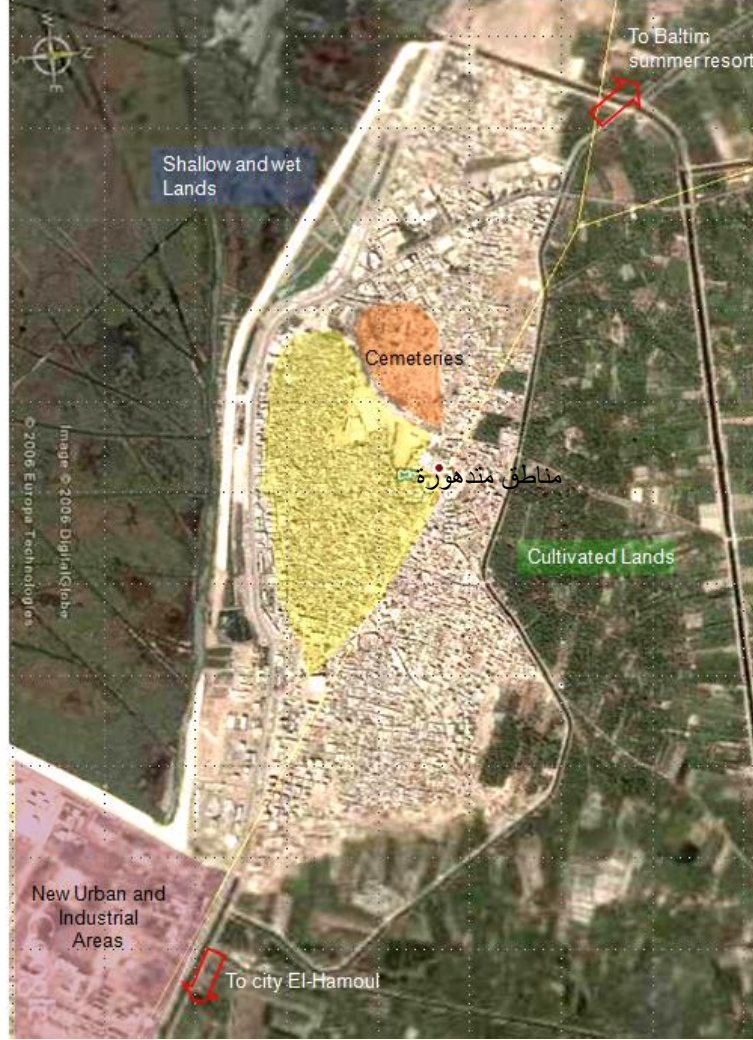 W
N
E
To Baltim
summer resort
Shallow and wet
Lands
Cemeteries
مناطق متدهورة
Image © 2006 DigitalGlobe
© 2006 Europa Technologies
Cultivated Lands
New Urban and
Industrial
Areas
To city El-Hamoul